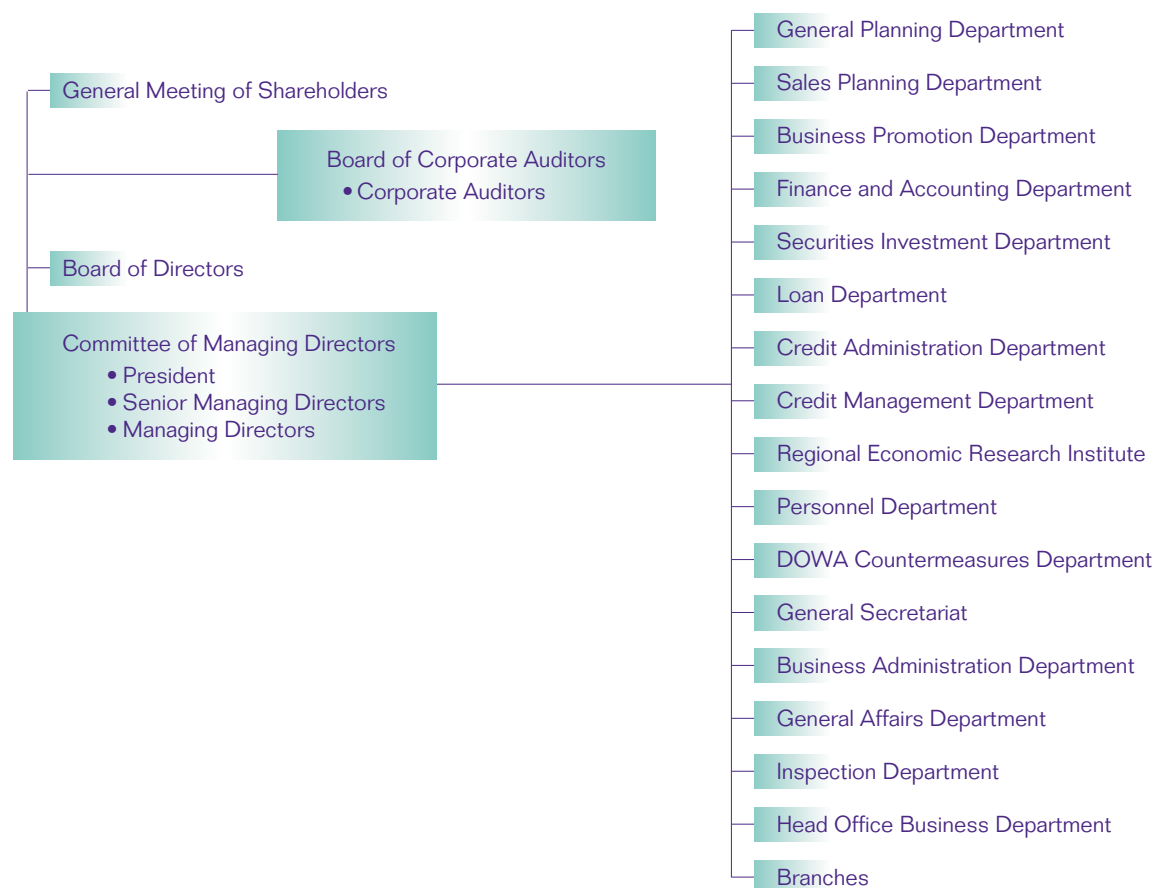 General Meeting of Shareholders
Board of Corporate Auditors
• Corporate Auditors
Board of Directors
Committee of Managing Directors
• President
• Senior Managing Directors
• Managing Directors
General Planning Department
Sales Planning Department
Business Promotion Department
Finance and Accounting Department
Securities Investment Department
Loan Department
Credit Administration Department
Credit Management Department
Regional Economic Research Institute
Personnel Department
DOWA Countermeasures Department
General Secretariat
Business Administration Department
General Affairs Department
Inspection Department
Head Office Business Department
Branches